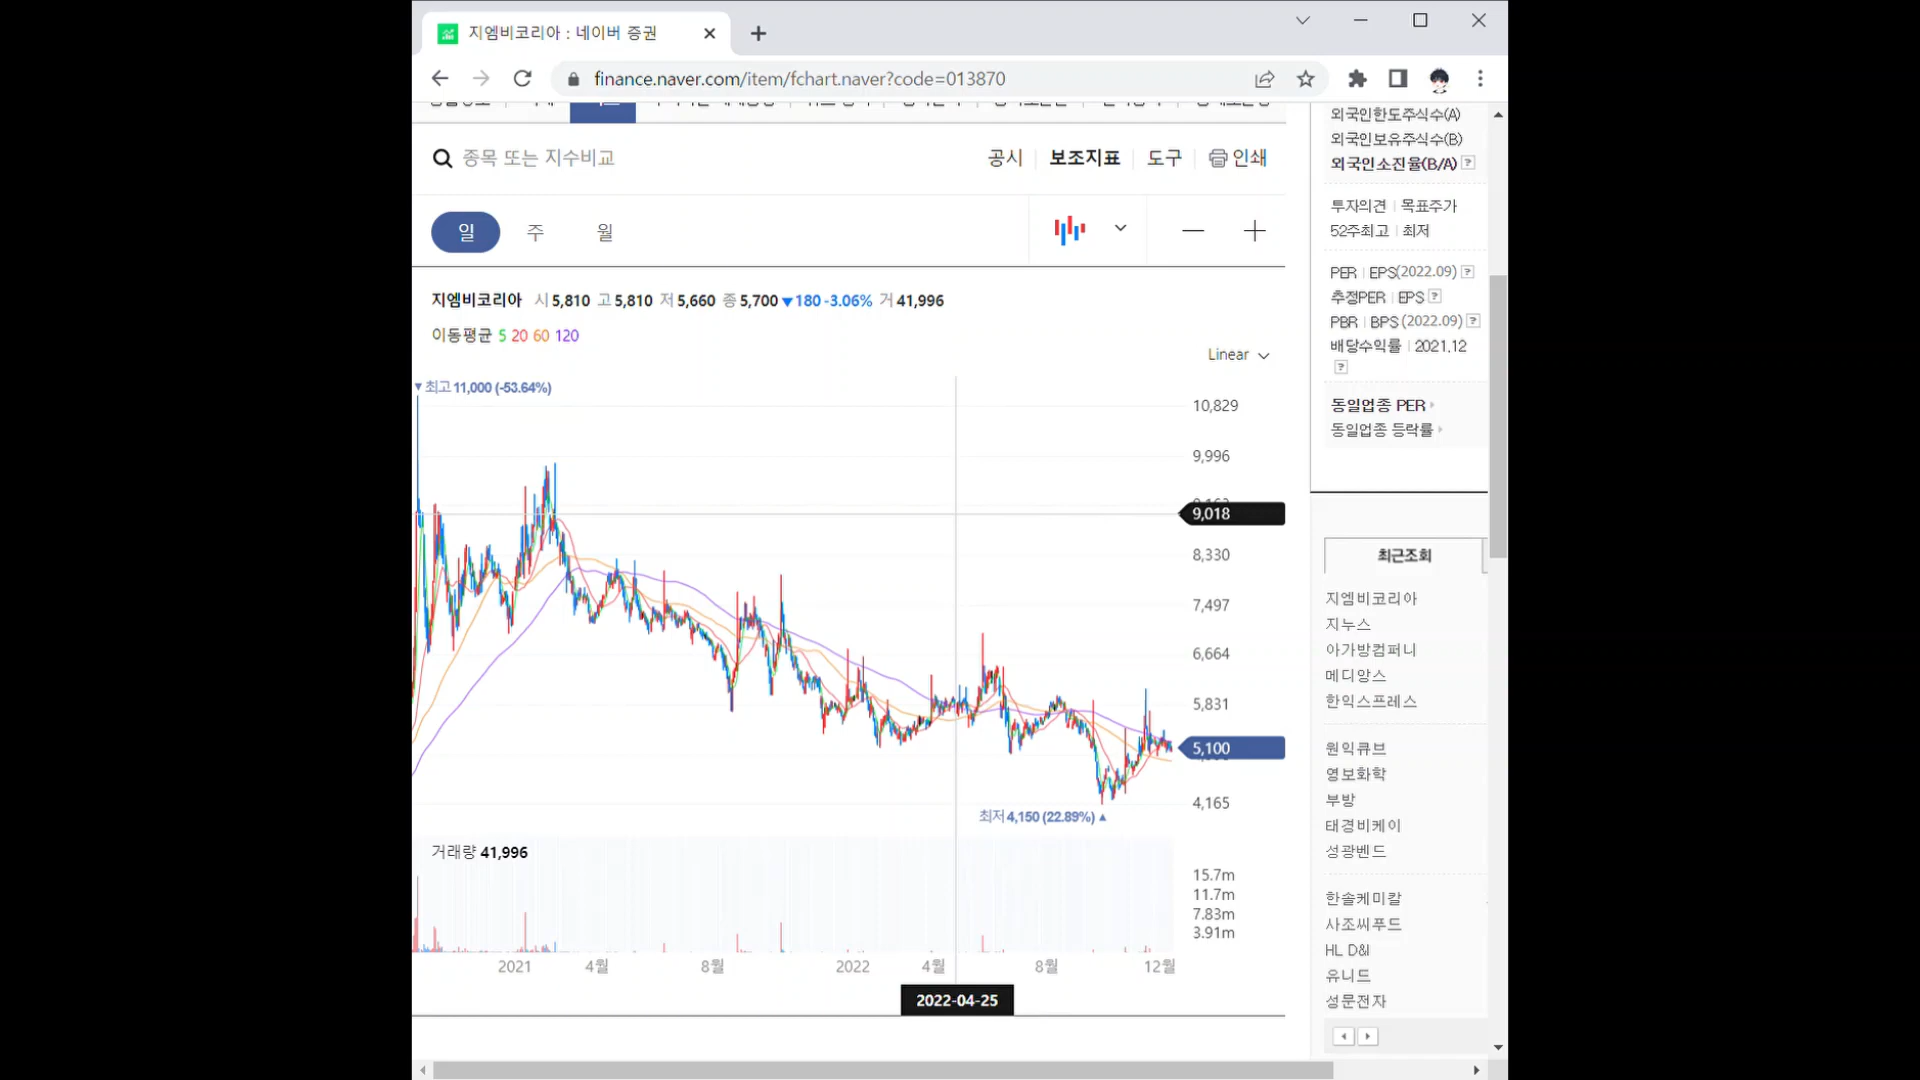 지엠비코리아 : 네이버 증권
finance.naver.com/item/fchart.naver?code=013870
종목 또는 지수비교
공시 보조지표 도구 인쇄
일 주 월
지엠비코리아 시 5,810 고 5,810 저 5,660 종 5,700 ▼180 -3.06% 거 41,996
이동평균 5 20 60 120
Linear
▼최고 11,000 (-53.64%)
10,829
9,996
9,018
8,330
7,497
6,664
5,831
5,100
4,165
최저 4,150 (22.89%) ▲
거래량 41,996
15.7m
11.7m
7.83m
3.91m
2021 4월 8월 2022 4월 8월 12월
2022-04-25
외국인한도주식수(A)
외국인보유주식수(B)
외국인소진율(B/A) ?
투자의견 | 목표주가
52주최고 | 최저
PER | EPS(2022.09) ?
추정PER | EPS ?
PBR | BPS (2022.09) ?
배당수익률 | 2021.12
?
동일업종 PER
동일업종 등락률
최근조회
지엠비코리아
지누스
아가방컴퍼니
메디앙스
한익스프레스
원익큐브
영보화학
부방
태경비케이
성광벤드
한솔케미칼
사조씨푸드
HL D&I
유니드
성문전자